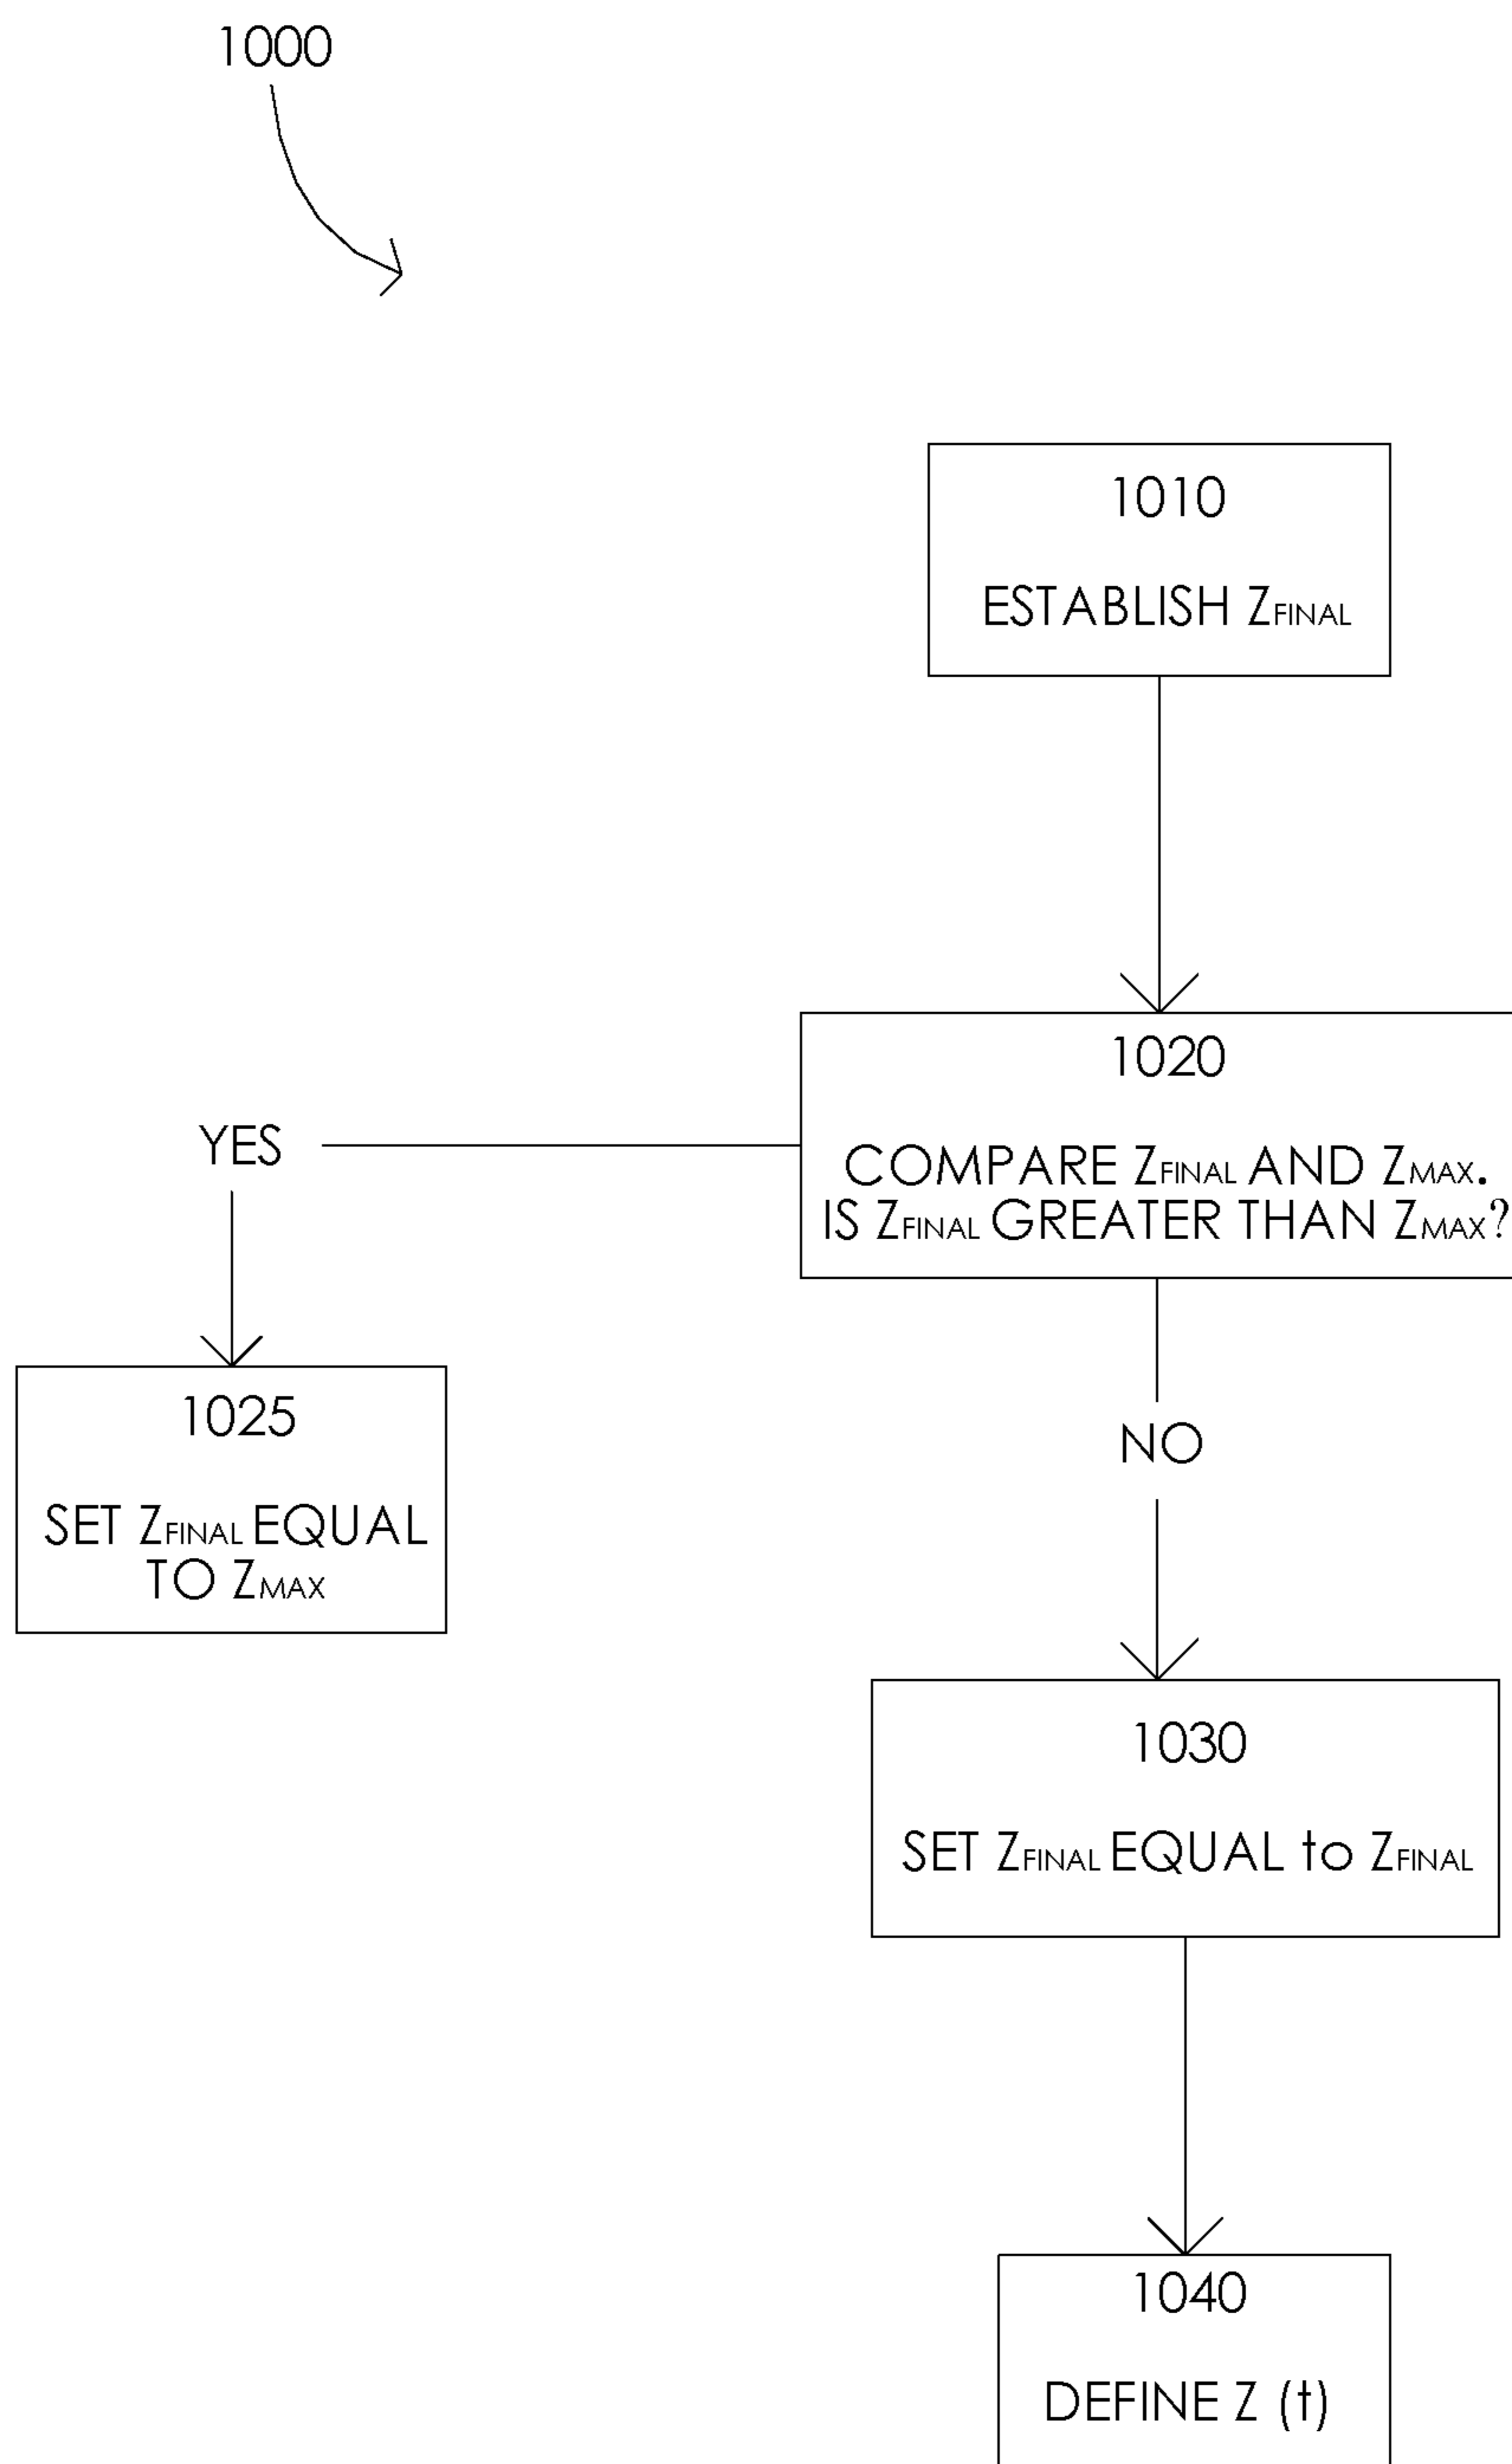 1000
1010
ESTABLISH ZFINAL
1020
COMPARE ZFINAL AND ZMAX.
IS ZFINAL GREATER THAN ZMAX?
YES
1025
SET ZFINAL EQUAL
TO ZMAX
NO
1030
SET ZFINAL EQUAL to ZFINAL
1040
DEFINE Z (t)